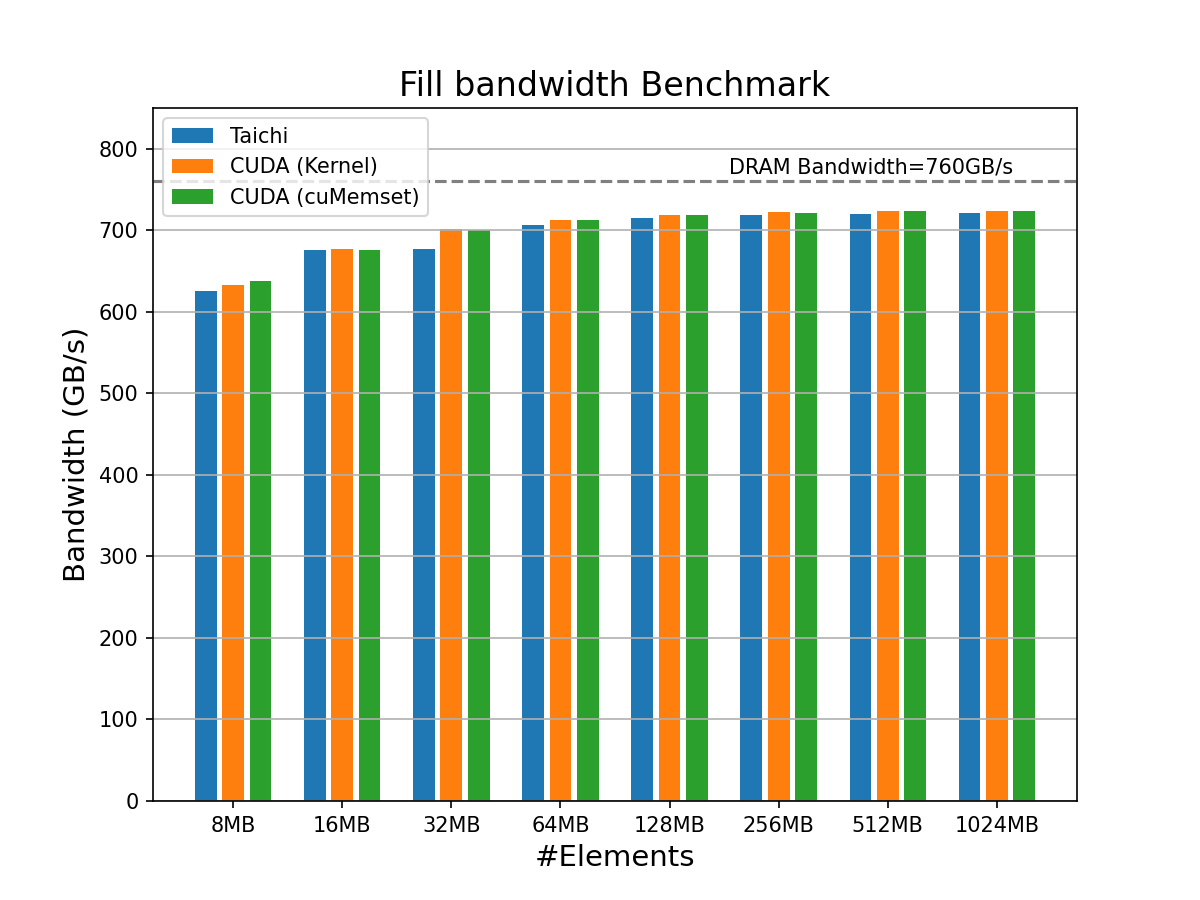 Fill bandwidth Benchmark
Taichi
CUDA (Kernel)
CUDA (cuMemset)
DRAM Bandwidth=760GB/s
Bandwidth (GB/s)
800
700
600
500
400
300
200
100
0
8MB 16MB 32MB 64MB 128MB 256MB 512MB 1024MB
#Elements